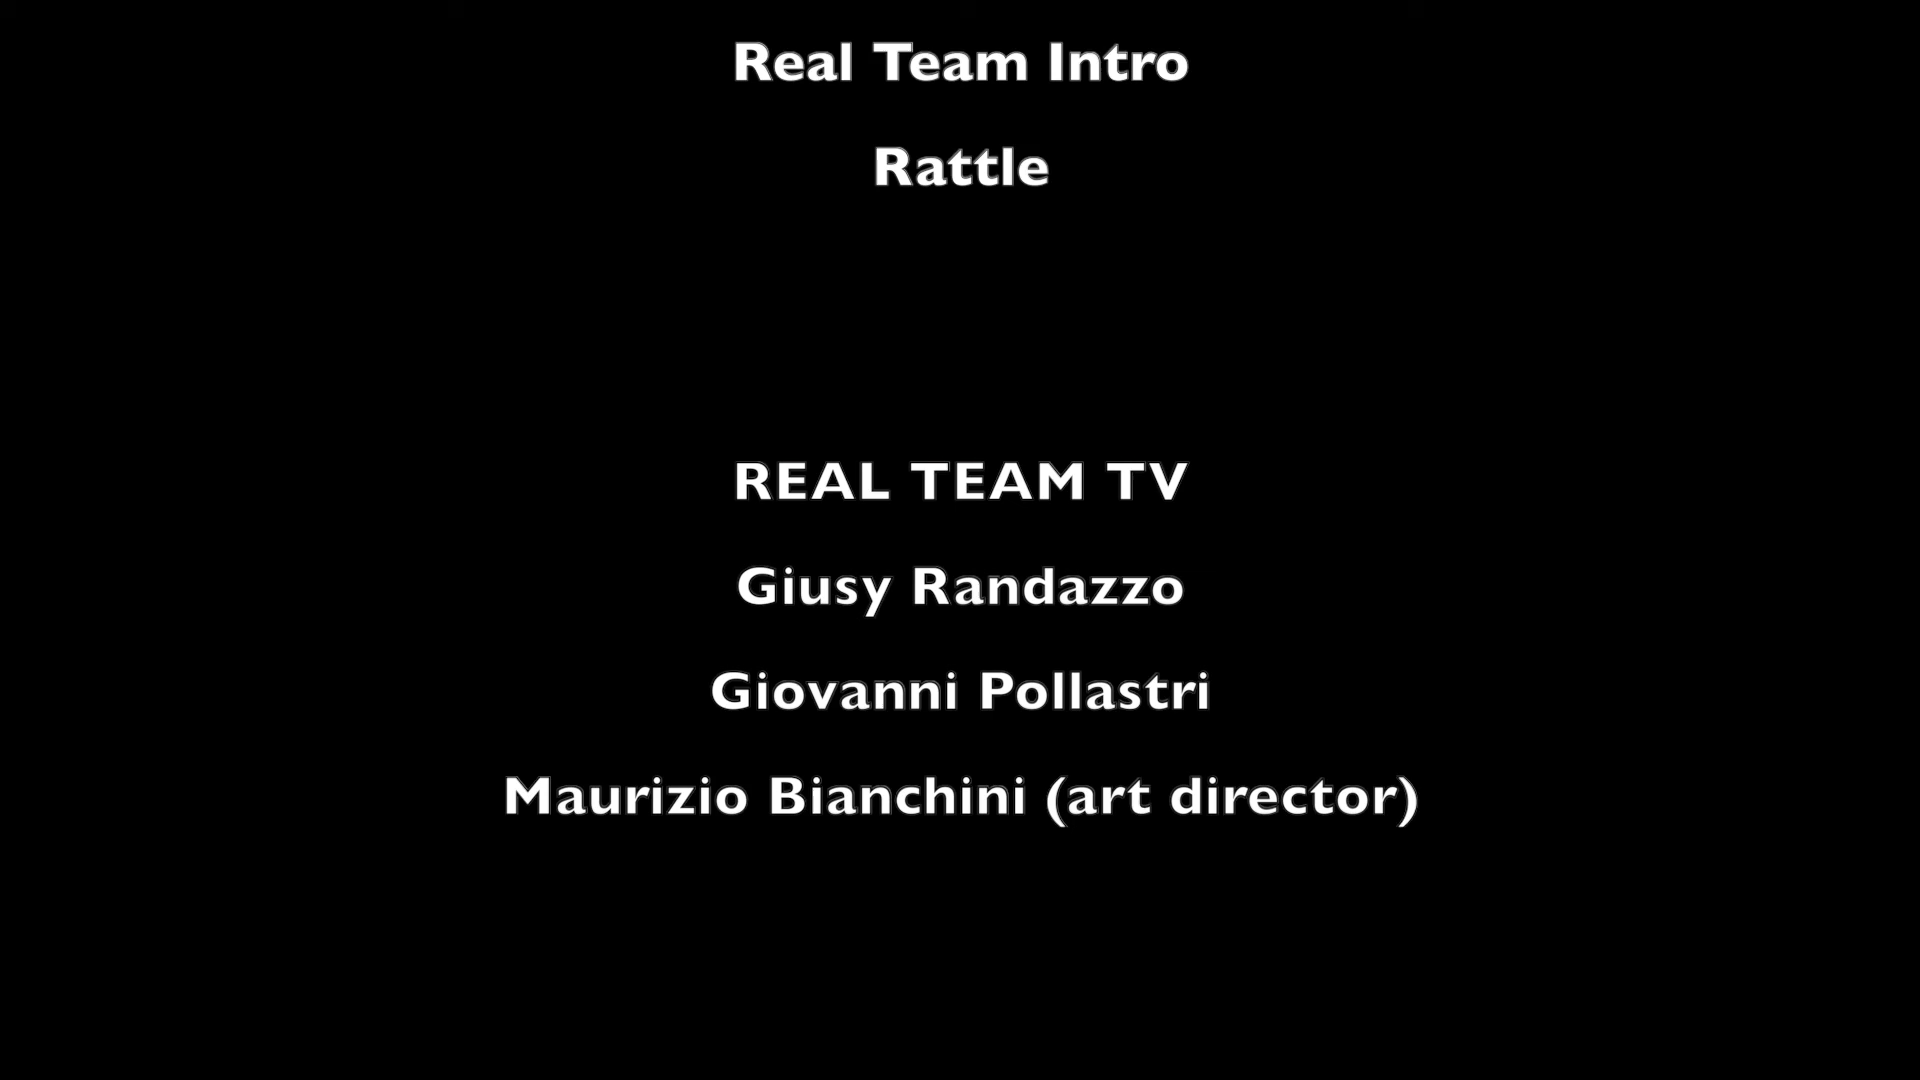 Real Team Intro
Rattle
REAL TEAM TV
Giusy Randazzo
Giovanni Pollastri
Maurizio Bianchini (art director)